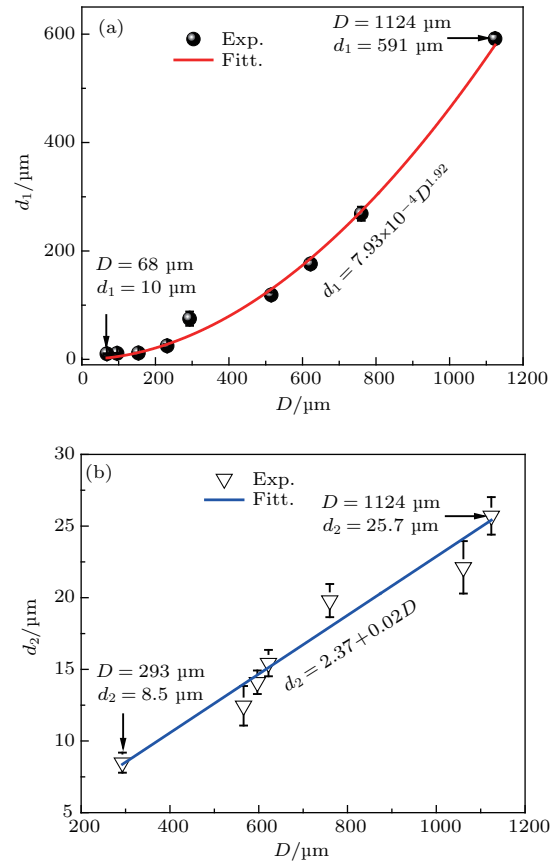 (a)
Exp.
Fitt.
D = 1124 µm
d₁ = 591 µm
D = 68 µm
d₁ = 10 µm
d₁ = 7.93×10⁻⁴D¹·⁹²
600
400
200
0
d₁/µm
0 200 400 600 800 1000 1200
D/µm
(b)
Exp.
Fitt.
D = 1124 µm
d₂ = 25.7 µm
D = 293 µm
d₂ = 8.5 µm
d₂ = 2.37+0.02D
30
25
20
15
10
5
d₂/µm
200 400 600 800 1000 1200
D/µm